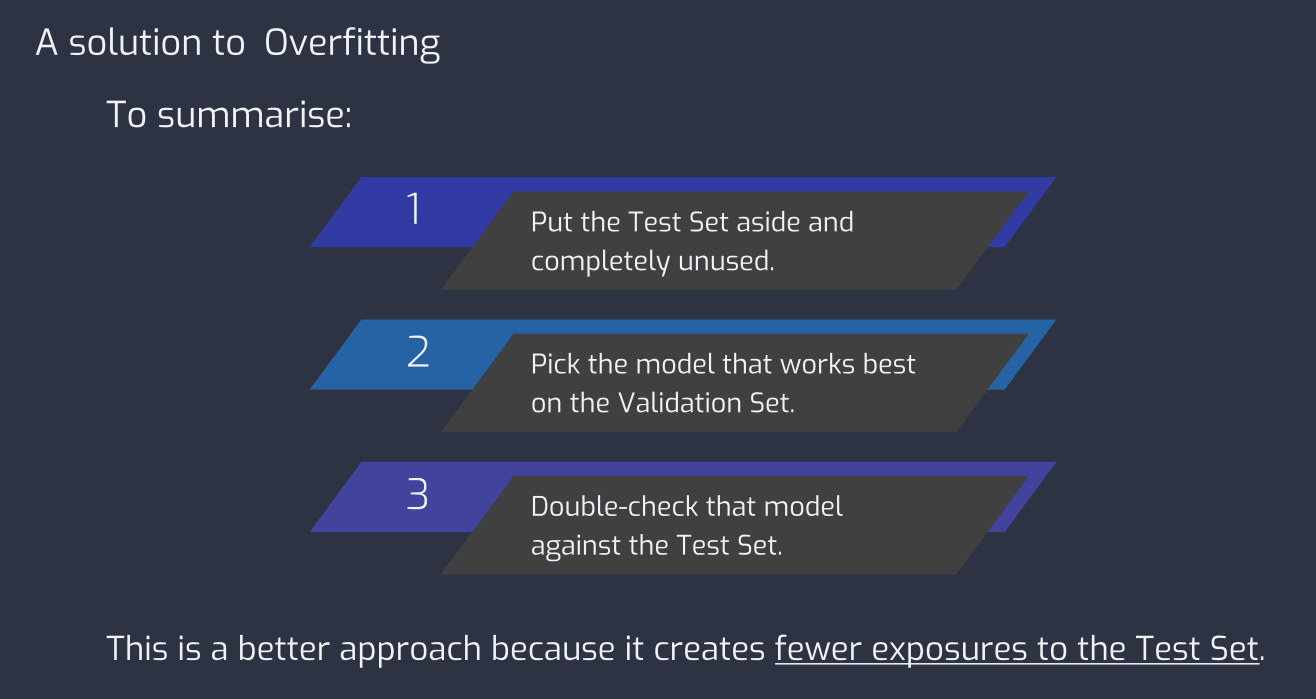 A solution to  Overfitting
To summarise:
1
Put the Test Set aside and
completely unused.
2
Pick the model that works best
on the Validation Set.
3
Double-check that model
against the Test Set.
This is a better approach because it creates fewer exposures to the Test Set.